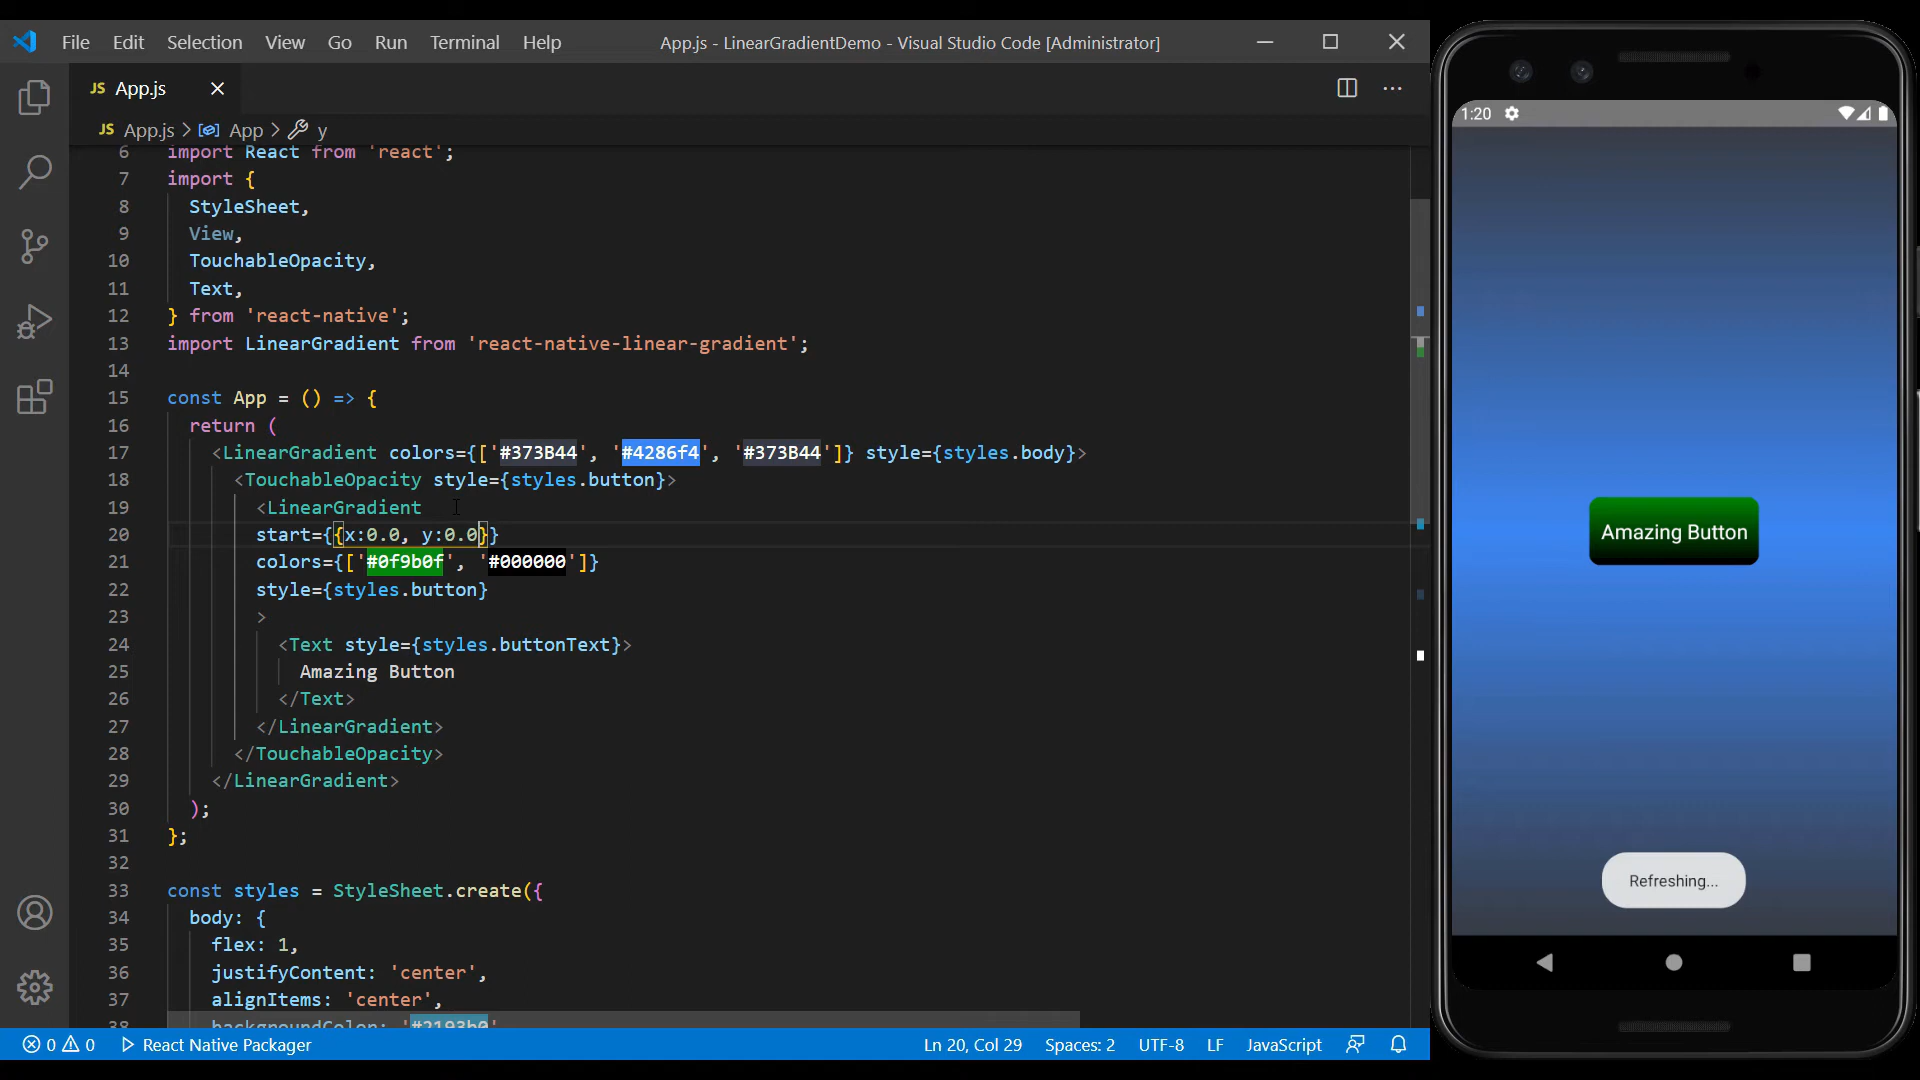 File Edit Selection View Go Run Terminal Help
App.js - LinearGradientDemo - Visual Studio Code [Administrator]
JS App.js
JS App.js > App > y
6 import React from 'react';
7 import {
8 StyleSheet,
9 View,
10 TouchableOpacity,
11 Text,
12 } from 'react-native';
13 import LinearGradient from 'react-native-linear-gradient';
14
15 const App = () => {
16 return (
17 <LinearGradient colors={['#373B44', '#4286f4', '#373B44']} style={styles.body}>
18 <TouchableOpacity style={styles.button}>
19 <LinearGradient
20 start={{x:0.0, y:0.0}}
21 colors={['#0f9b0f', '#000000']}
22 style={styles.button}
23 >
24 <Text style={styles.buttonText}>
25 Amazing Button
26 </Text>
27 </LinearGradient>
28 </TouchableOpacity>
29 </LinearGradient>
30 );
31 };
32
33 const styles = StyleSheet.create({
34 body: {
35 flex: 1,
36 justifyContent: 'center',
37 alignItems: 'center',
38 backgroundColor: '#2193b0'
0 0 React Native Packager
Ln 20, Col 29 Spaces: 2 UTF-8 LF JavaScript
1:20
Amazing Button
Refreshing...